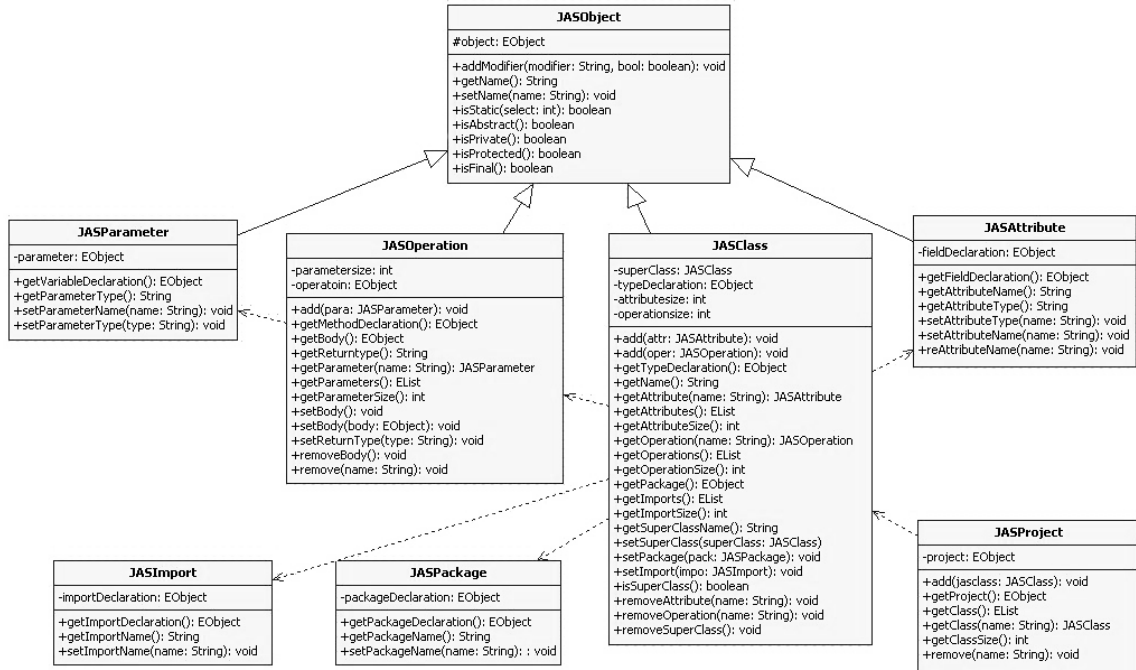 JASObject
#object: EObject
+addModifier(modifier: String, bool: boolean): void
+getName(): String
+setName(name: String): void
+isStatic(select: int): boolean
+isAbstract(): boolean
+isPrivate(): boolean
+isProtected(): boolean
+isFinal(): boolean
JASParameter
-parameter: EObject
+getVariableDeclaration(): EObject
+getParameterType(): String
+setParameterName(name: String): void
+setParameterType(type: String): void
JASOperation
-parametersize: int
-operatoin: EObject
+add(para: JASParameter): void
+getMethodDeclaration(): EObject
+getBody(): EObject
+getReturntype(): String
+getParameter(name: String): JASParameter
+getParameters(): EList
+getParameterSize(): int
+setBody(): void
+setBody(body: EObject): void
+setReturnType(type: String): void
+removeBody(): void
+remove(name: String): void
JASClass
-superClass: JASClass
-typeDeclaration: EObject
-attributesize: int
-operationsize: int
+add(attr: JASAttribute): void
+add(oper: JASOperation): void
+getTypeDeclaration(): EObject
+getName(): String
+getAttribute(name: String): JASAttribute
+getAttributes(): EList
+getAttributeSize(): int
+getOperation(name: String): JASOperation
+getOperations(): EList
+getOperationSize(): int
+getPackage(): EObject
+getImports(): EList
+getImportSize(): int
+getSuperClassName(): String
+setSuperClass(superClass: JASClass)
+setPackage(pack: JASPackage): void
+setImport(impo: JASImport): void
+isSuperClass(): boolean
+removeAttribute(name: String): void
+removeOperation(name: String): void
+removeSuperClass(): void
JASAttribute
-fieldDeclaration: EObject
+getFieldDeclaration(): EObject
+getAttributeName(): String
+getAttributeType(): String
+setAttributeType(name: String): void
+setAttributeName(name: String): void
+reAttributeName(name: String): void
JASImport
-importDeclaration: EObject
+getImportDeclaration(): EObject
+getImportName(): String
+setImportName(name: String): void
JASPackage
-packageDeclaration: EObject
+getPackageDeclaration(): EObject
+getPackageName(): String
+setPackageName(name: String): : void
JASProject
-project: EObject
+add(jasclass: JASClass): void
+getProject(): EObject
+getClass(): EList
+getClass(name: String): JASClass
+getClassSize(): int
+remove(name: String): void